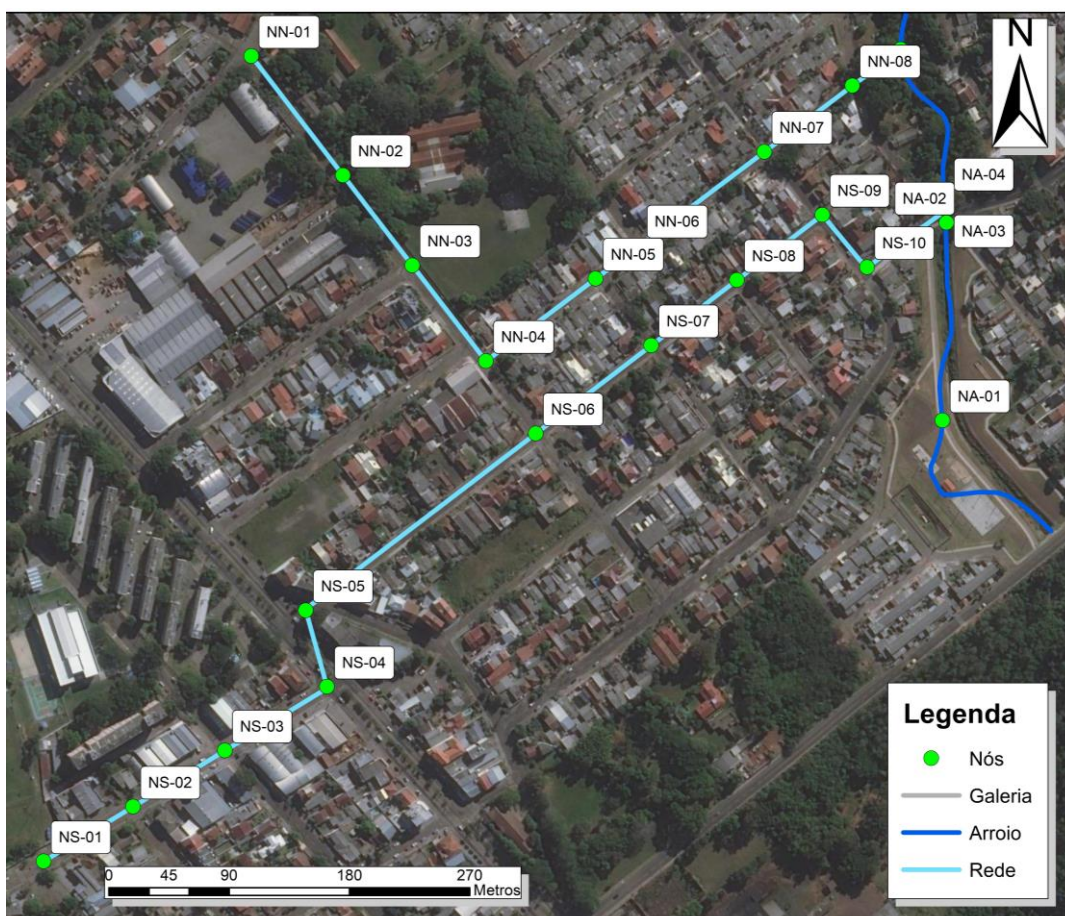 NN-01
N
NN-08
NN-02
NN-07
NA-04
NS-09
NA-02
NN-06
NA-03
NN-03
NS-10
NN-05
NS-08
NS-07
NN-04
NS-06
NA-01
NS-05
NS-04
NS-03
NS-02
NS-01
Legenda
Nós
Galeria
Arroio
Rede
0 45 90 180 270
Metros